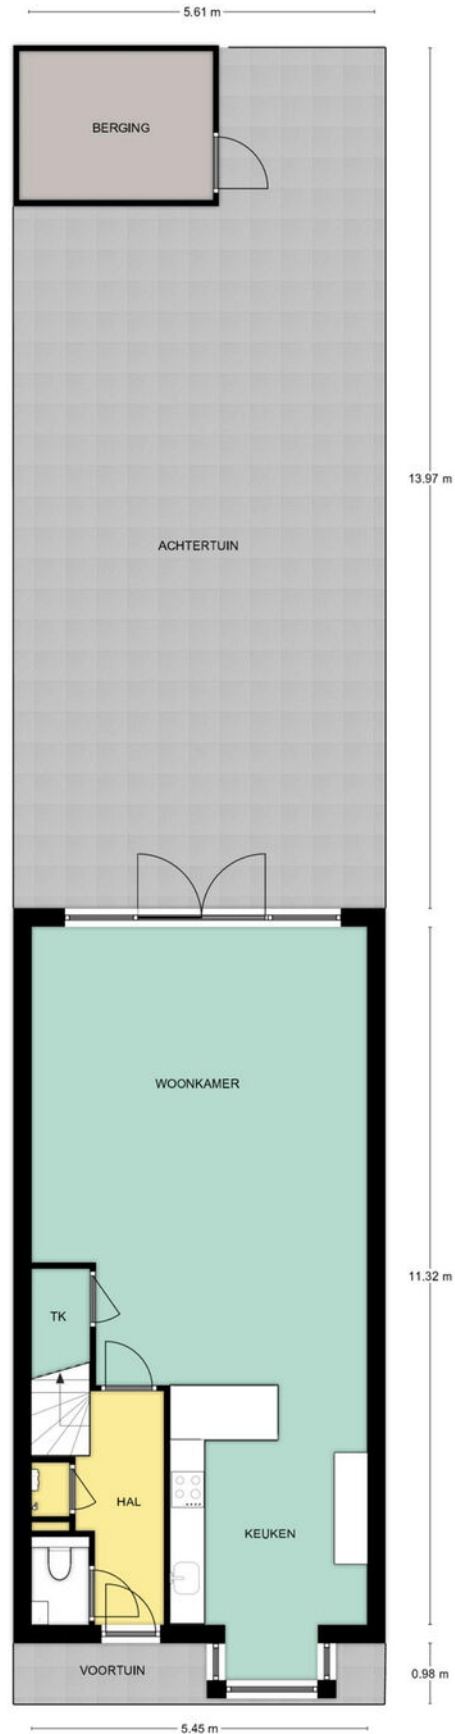 5.61 m
BERGING
13.97 m
ACHTERTUIN
WOONKAMER
11.32 m
TK
HAL
KEUKEN
VOORTUIN
0.98 m
5.45 m